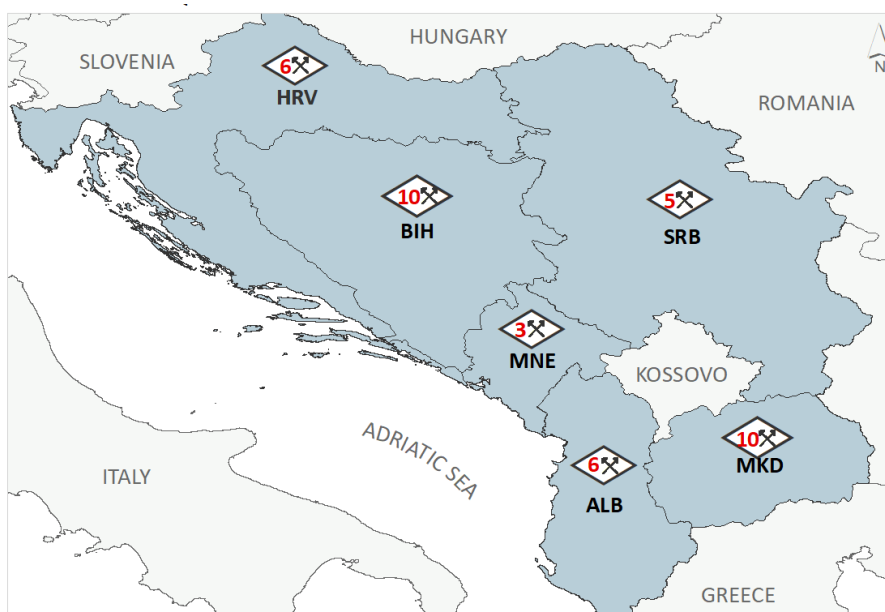 HUNGARY
SLOVENIA
6
HRV
ROMANIA
N
10
BIH
5
SRB
3
MNE
KOSSOVO
ADRIATIC SEA
10
MKD
6
ALB
ITALY
GREECE